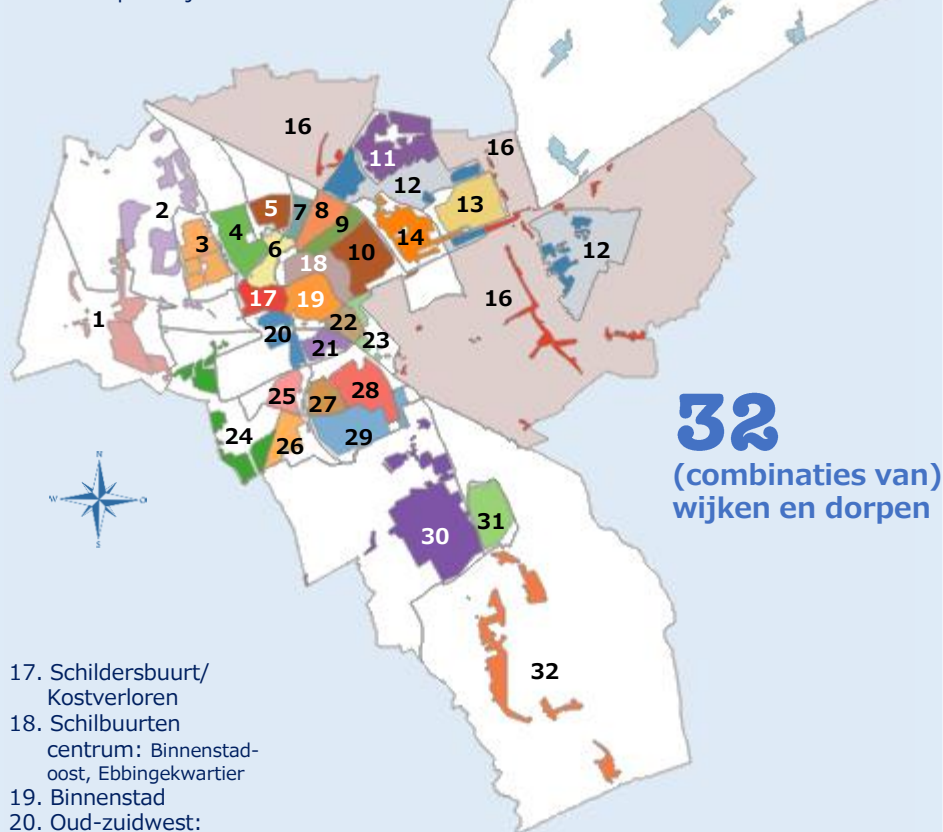 16
11
16
12
2
5
7
8
13
4
9
3
6
14
10
12
18
16
17
19
1
22
20
23
21
28
25
27
24
29
26
32
(combinaties van)
wijken en dorpen
N
W
O
S
31
30
32
17. Schildersbuurt/
Kostverloren
18. Schilbuurten
centrum: Binnenstad-
oost, Ebbingekwartier
19. Binnenstad
20. Oud-zuidwest: